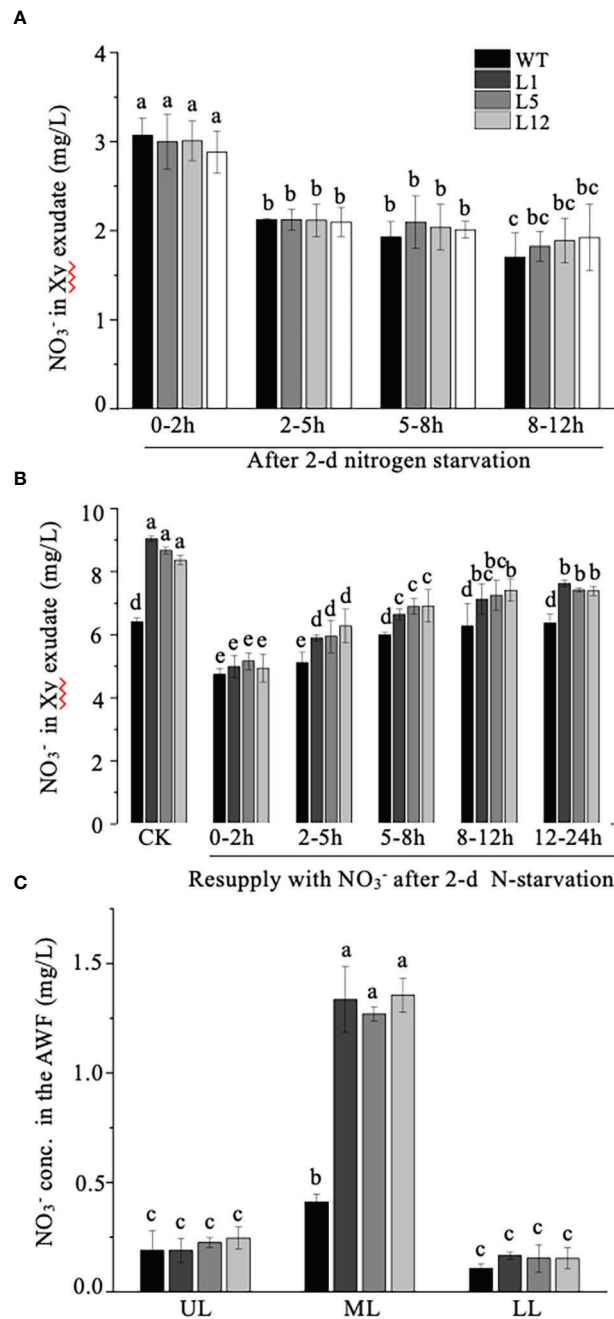 A
NO₃⁻ in Xy exudate (mg/L)
4
3
2
1
0
WT
L1
L5
L12
a a a a
b b b b
b b b b
c bc bc bc
0-2h 2-5h 5-8h 8-12h
After 2-d nitrogen starvation
B
NO₃⁻ in Xy exudate (mg/L)
10
8
6
4
2
0
d a a a
e e e e
e d d d
d c c c
d bc bc b
d b b b
CK 0-2h 2-5h 5-8h 8-12h 12-24h
Resupply with NO₃⁻ after 2-d N-starvation
C
NO₃⁻ conc. in the AWF (mg/L)
1.5
1.0
0.5
0.0
c c c c
b a a a
c c c c
UL ML LL